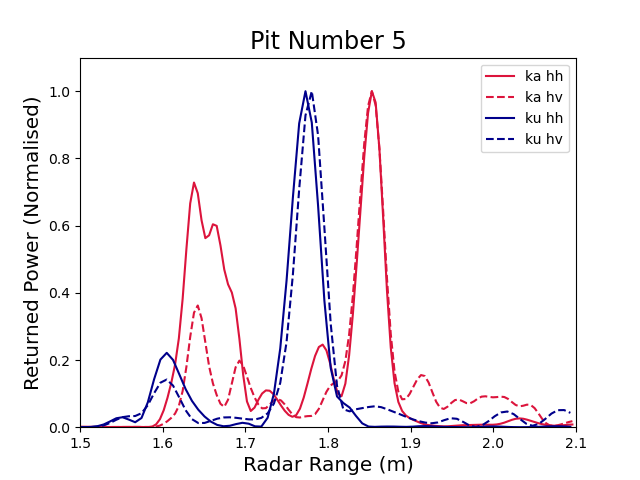 Pit Number 5
ka hh
ka hv
ku hh
ku hv
Returned Power (Normalised)
1.0
0.8
0.6
0.4
0.2
0.0
1.5 1.6 1.7 1.8 1.9 2.0 2.1
Radar Range (m)